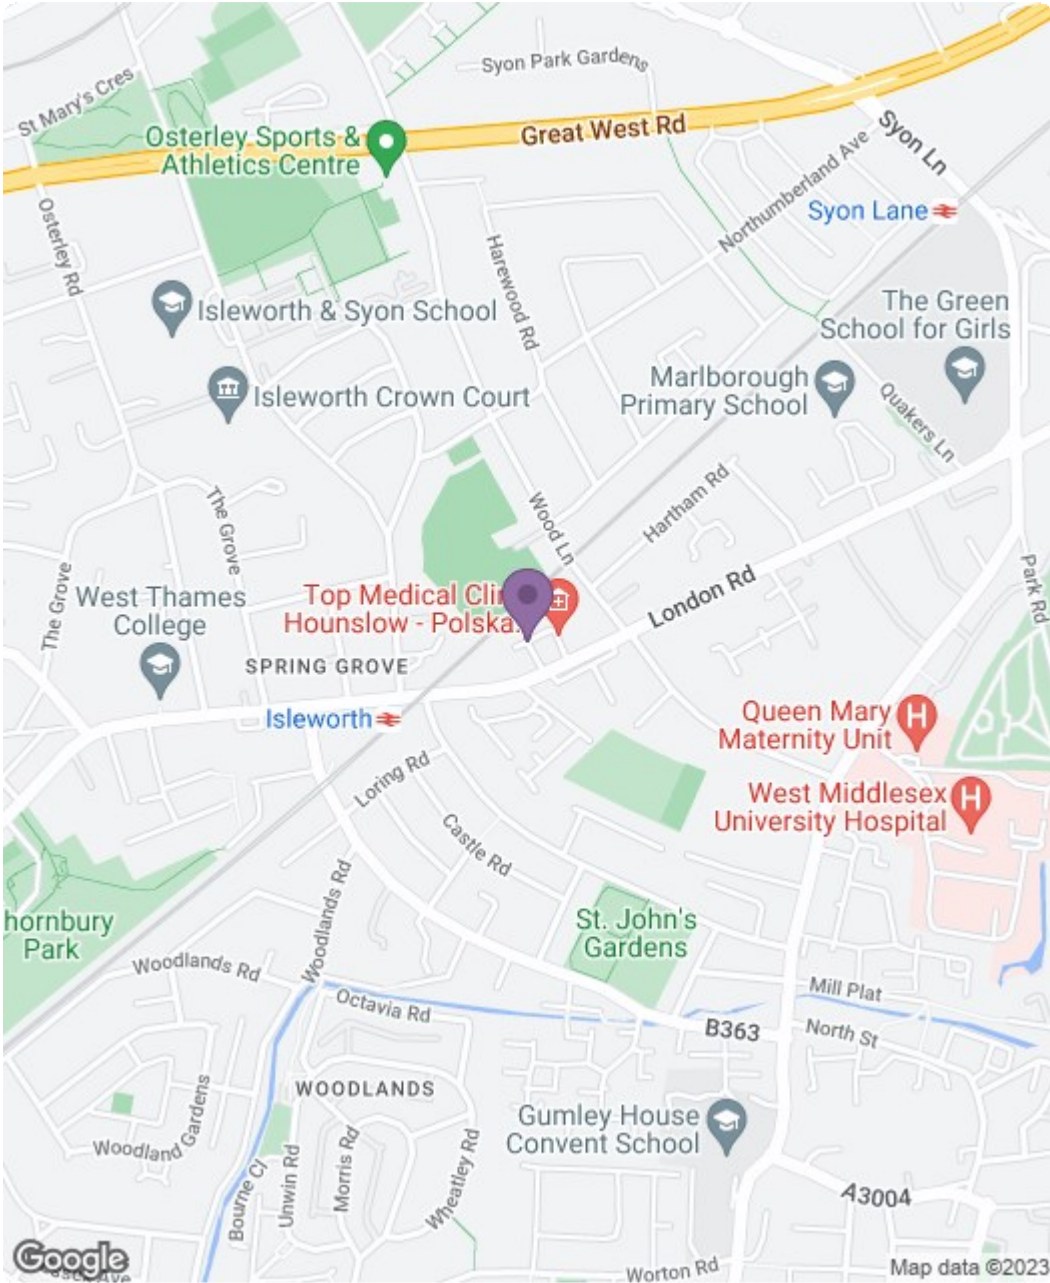 Syon Park Gardens
St Mary's Cres
Osterley Sports &
Athletics Centre
Great West Rd
Syon Ln
Northumberland Ave
Syon Lane
Osterley Rd
Harewood Rd
Isleworth & Syon School
The Green
School for Girls
Isleworth Crown Court
Marlborough
Primary School
Quakers Ln
The Grove
Wood Ln
Hartham Rd
The Grove
West Thames
College
Top Medical Clin
Hounslow - Polska.
London Rd
Park Rd
SPRING GROVE
Isleworth
Queen Mary
Maternity Unit
Loring Rd
West Middlesex
University Hospital
Castle Rd
hornbury
Park
Woodlands Rd
St. John's
Gardens
Woodlands Rd
Octavia Rd
Mill Plat
B363
North St
WOODLANDS
Woodland Gardens
Gumley House
Convent School
Bourne Cl
Unwin Rd
Morris Rd
Wheatley Rd
A3004
Google
Worton Rd
Map data ©2023